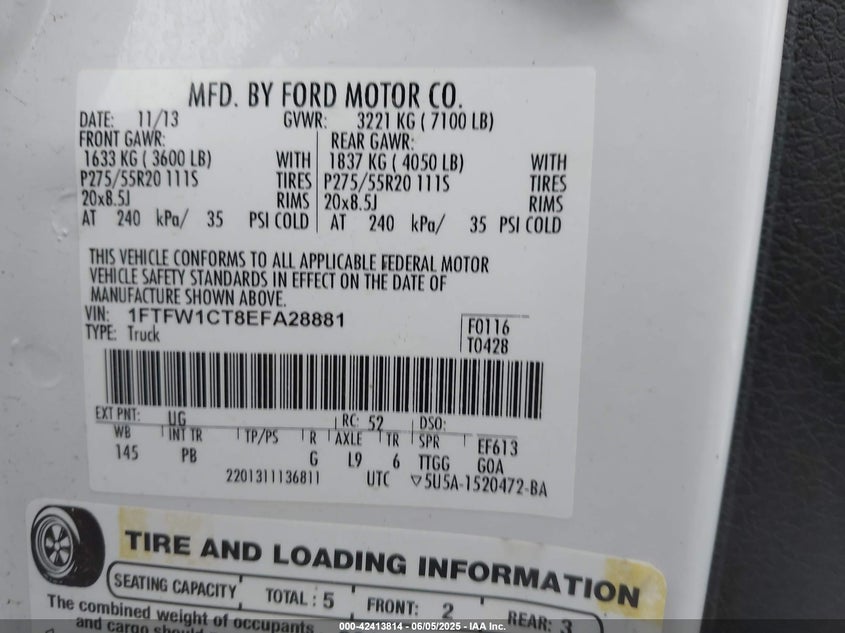 MFD. BY FORD MOTOR CO.
DATE: 11/13 GVWR: 3221 KG ( 7100 LB)
FRONT GAWR: REAR GAWR:
1633 KG ( 3600 LB) WITH 1837 KG ( 4050 LB) WITH
P275/55R20 111S TIRES P275/55R20 111S TIRES
20x8.5J RIMS 20x8.5J RIMS
AT 240 kPa/ 35 PSI COLD AT 240 kPa/ 35 PSI COLD
THIS VEHICLE CONFORMS TO ALL APPLICABLE FEDERAL MOTOR
VEHICLE SAFETY STANDARDS IN EFFECT ON THE DATE OF
MANUFACTURE SHOWN ABOVE.
VIN: 1FTFW1CT8EFA28881 F0116
TYPE: Truck T0428
EXT PNT: UG RC: 52 DSO:
WB INT TR TP/PS R AXLE TR SPR EF613
145 PB G L9 6 TTGG GOA
2201311136811 UTC ▽5U5A-1520472-BA
TIRE AND LOADING INFORMATION
SEATING CAPACITY TOTAL : 5 FRONT: 2 REAR: 3
The combined weight of occupants
and cargo
000-42413814 - 06/05/2025 - IAA Inc.